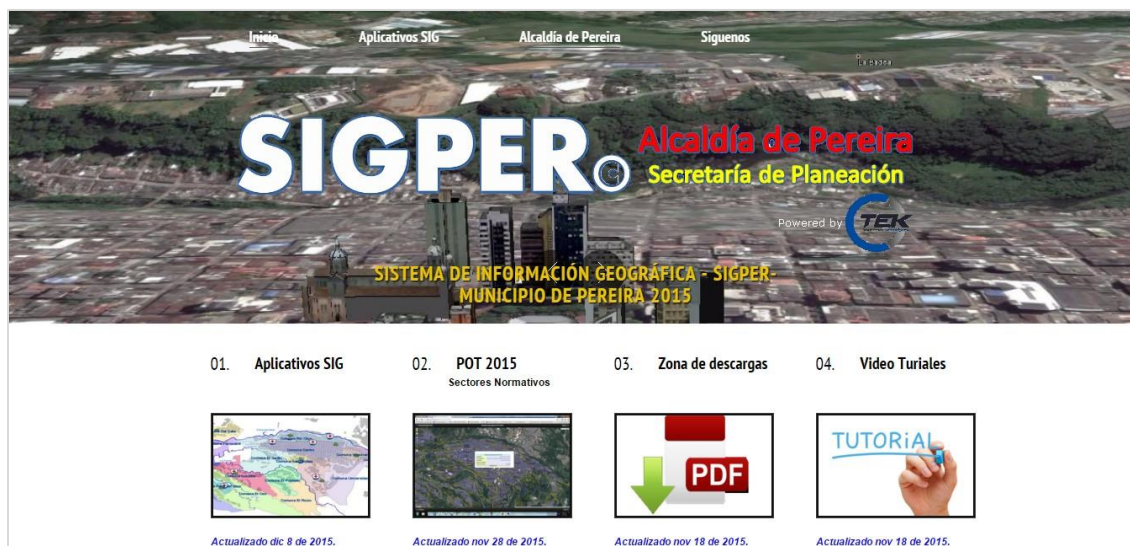 Inicio
Aplicativos SIG
Alcaldía de Pereira
Siguenos
La Badea
SIGPER©
Alcaldía de Pereira
Secretaría de Planeación
Powered by CTEK
SISTEMA DE INFORMACIÓN GEOGRÁFICA - SIGPER-
MUNICIPIO DE PEREIRA 2015
01. Aplicativos SIG
02. POT 2015
Sectores Normativos
03. Zona de descargas
04. Video Turiales
PDF
TUTORiAL
Actualizado dic 8 de 2015.
Actualizado nov 28 de 2015.
Actualizado nov 18 de 2015.
Actualizado nov 18 de 2015.